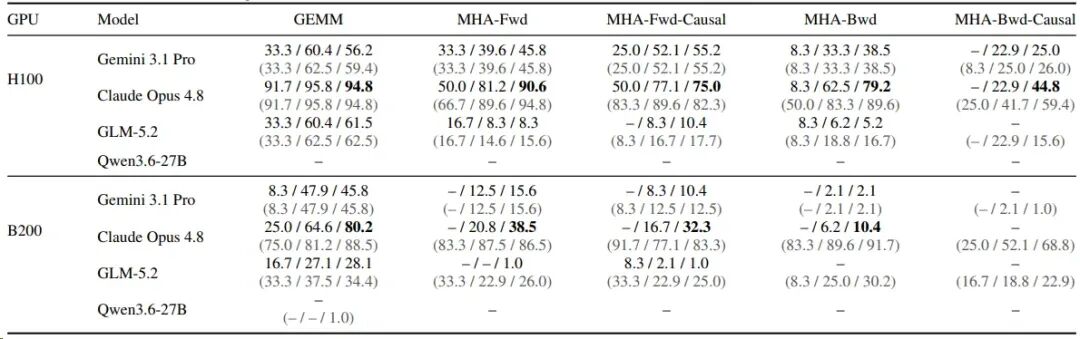 GPU Model GEMM MHA-Fwd MHA-Fwd-Causal MHA-Bwd MHA-Bwd-Causal
H100
Gemini 3.1 Pro 33.3 / 60.4 / 56.2 33.3 / 39.6 / 45.8 25.0 / 52.1 / 55.2 8.3 / 33.3 / 38.5 – / 22.9 / 25.0
(33.3 / 62.5 / 59.4) (33.3 / 39.6 / 45.8) (25.0 / 52.1 / 55.2) (8.3 / 33.3 / 38.5) (8.3 / 25.0 / 26.0)
Claude Opus 4.8 91.7 / 95.8 / 94.8 50.0 / 81.2 / 90.6 50.0 / 77.1 / 75.0 8.3 / 62.5 / 79.2 – / 22.9 / 44.8
(91.7 / 95.8 / 94.8) (66.7 / 89.6 / 94.8) (83.3 / 89.6 / 82.3) (50.0 / 83.3 / 89.6) (25.0 / 41.7 / 59.4)
GLM-5.2 33.3 / 60.4 / 61.5 16.7 / 8.3 / 8.3 – / 8.3 / 10.4 8.3 / 6.2 / 5.2 –
(33.3 / 62.5 / 62.5) (16.7 / 14.6 / 15.6) (8.3 / 16.7 / 17.7) (8.3 / 18.8 / 16.7) (– / 22.9 / 15.6)
Qwen3.6-27B – – – – –
B200
Gemini 3.1 Pro 8.3 / 47.9 / 45.8 – / 12.5 / 15.6 – / 8.3 / 10.4 – / 2.1 / 2.1 –
(8.3 / 47.9 / 45.8) (– / 12.5 / 15.6) (8.3 / 12.5 / 12.5) (– / 2.1 / 2.1) (– / 2.1 / 1.0)
Claude Opus 4.8 25.0 / 64.6 / 80.2 – / 20.8 / 38.5 – / 16.7 / 32.3 – / 6.2 / 10.4 –
(75.0 / 81.2 / 88.5) (83.3 / 87.5 / 86.5) (91.7 / 77.1 / 83.3) (83.3 / 89.6 / 91.7) (25.0 / 52.1 / 68.8)
GLM-5.2 16.7 / 27.1 / 28.1 – / – / 1.0 8.3 / 2.1 / 1.0 – –
(33.3 / 37.5 / 34.4) (33.3 / 22.9 / 26.0) (33.3 / 22.9 / 25.0) (8.3 / 25.0 / 30.2) (16.7 / 18.8 / 22.9)
Qwen3.6-27B – – – – –
(– / – / 1.0)